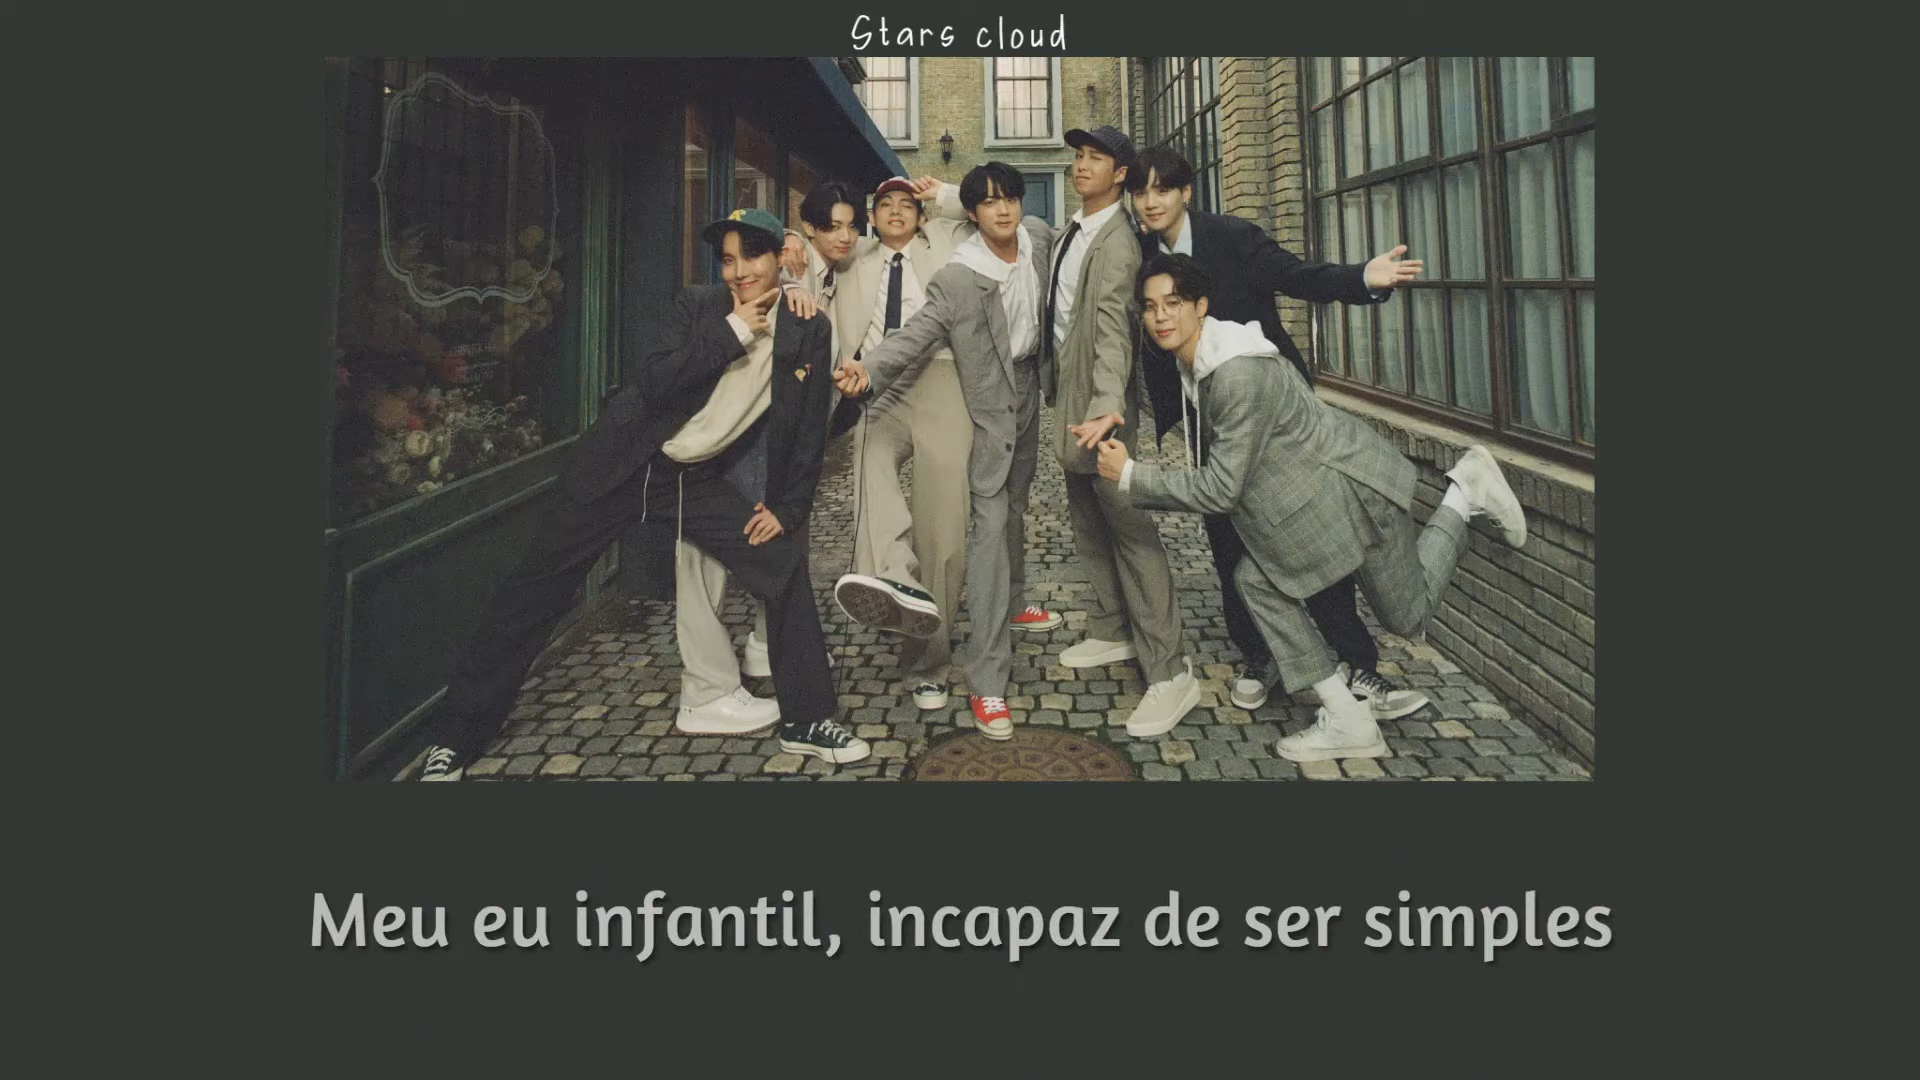 Stars cloud
Meu eu infantil, incapaz de ser simples